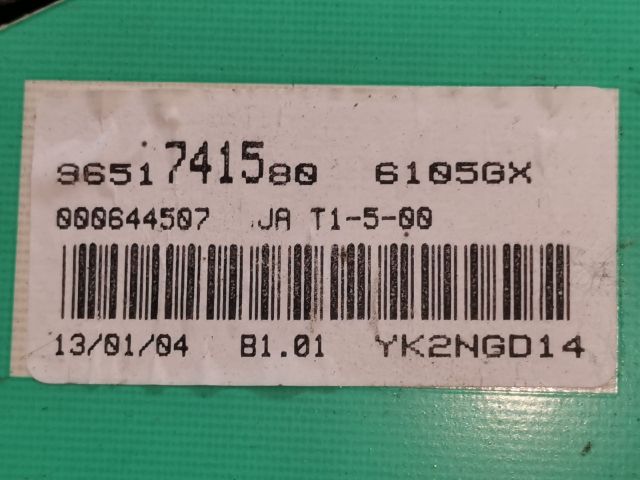 9651741580 6105GX
000644507 JA T1-5-00
13/01/04 B1.01 YK2NGD14